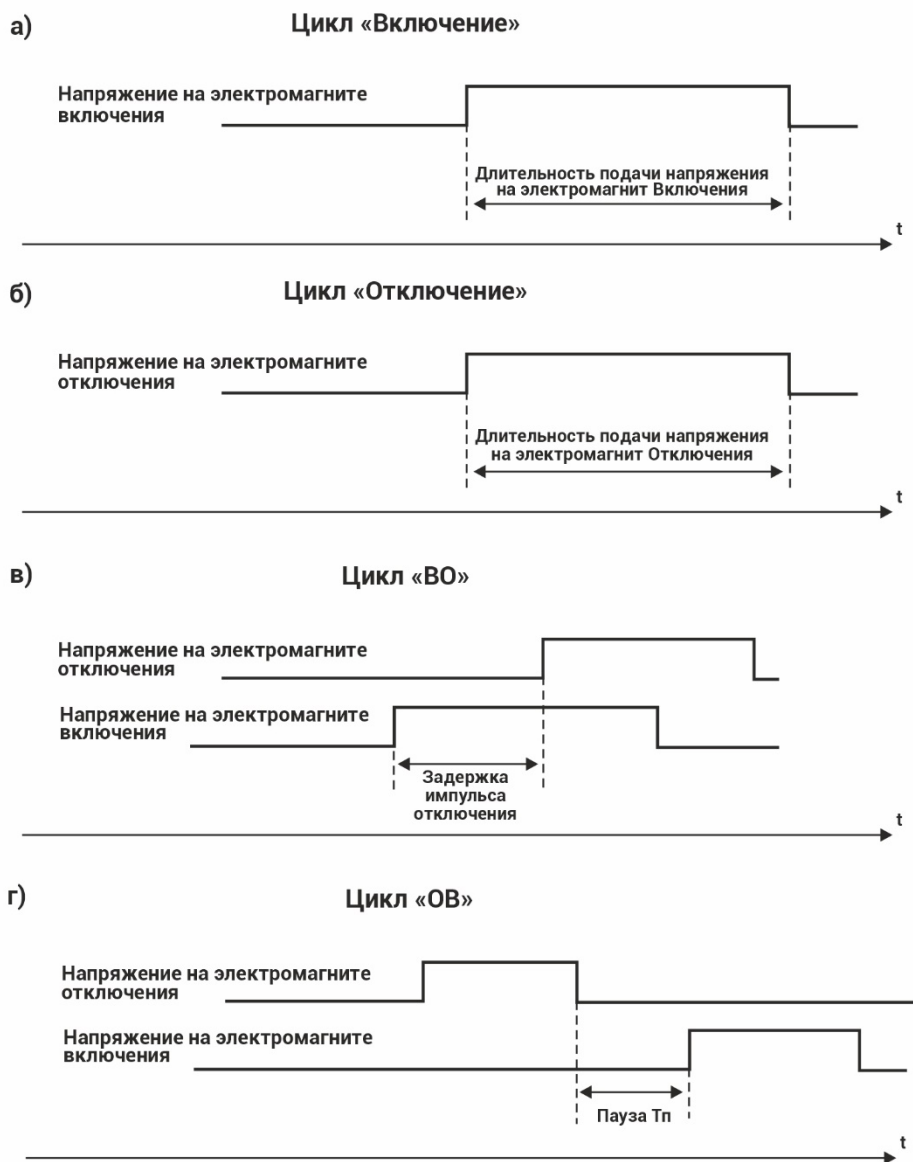 а)
Цикл «Включение»
Напряжение на электромагните
включения
Длительность подачи напряжения
на электромагнит Включения
t
б)
Цикл «Отключение»
Напряжение на электромагните
отключения
Длительность подачи напряжения
на электромагнит Отключения
t
в)
Цикл «ВО»
Напряжение на электромагните
отключения
Напряжение на электромагните
включения
Задержка
импульса
отключения
t
г)
Цикл «ОВ»
Напряжение на электромагните
отключения
Напряжение на электромагните
включения
Пауза Тп
t